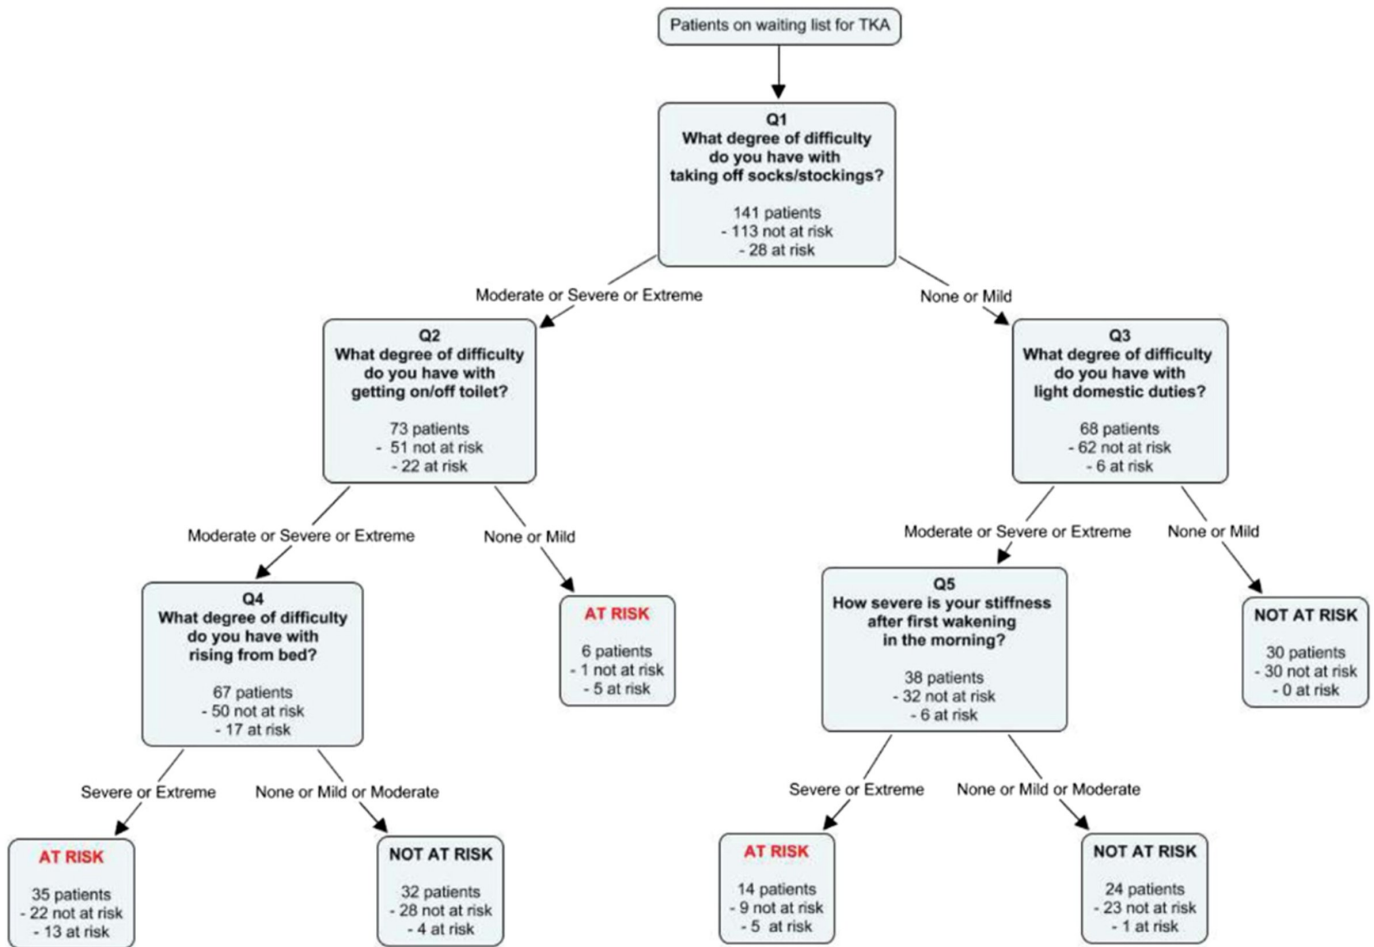 Patients on waiting list for TKA
Q1
What degree of difficulty
do you have with
taking off socks/stockings?
141 patients
- 113 not at risk
- 28 at risk
Moderate or Severe or Extreme
None or Mild
Q2
What degree of difficulty
do you have with
getting on/off toilet?
73 patients
- 51 not at risk
- 22 at risk
Q3
What degree of difficulty
do you have with
light domestic duties?
68 patients
- 62 not at risk
- 6 at risk
Moderate or Severe or Extreme
None or Mild
Moderate or Severe or Extreme
None or Mild
Q4
What degree of difficulty
do you have with
rising from bed?
67 patients
- 50 not at risk
- 17 at risk
AT RISK
6 patients
- 1 not at risk
- 5 at risk
Q5
How severe is your stiffness
after first wakening
in the morning?
38 patients
- 32 not at risk
- 6 at risk
NOT AT RISK
30 patients
- 30 not at risk
- 0 at risk
Severe or Extreme
None or Mild or Moderate
Severe or Extreme
None or Mild or Moderate
AT RISK
35 patients
- 22 not at risk
- 13 at risk
NOT AT RISK
32 patients
- 28 not at risk
- 4 at risk
AT RISK
14 patients
- 9 not at risk
- 5 at risk
NOT AT RISK
24 patients
- 23 not at risk
- 1 at risk